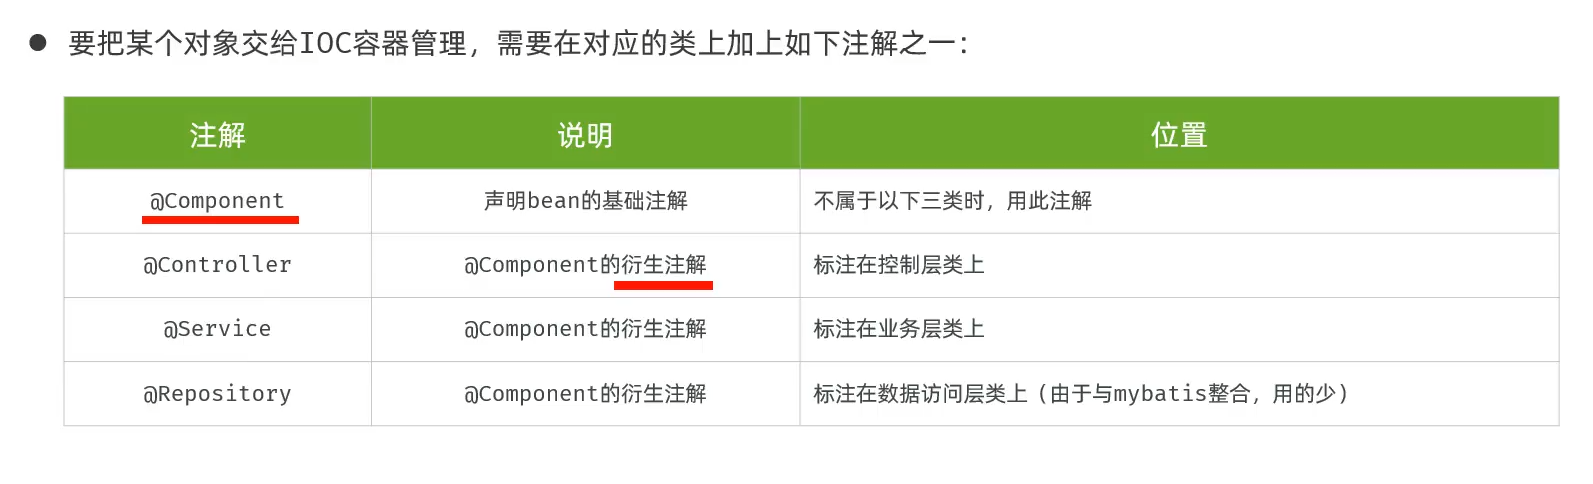 ● 要把某个对象交给IOC容器管理，需要在对应的类上加上如下注解之一：
注解 说明 位置
@Component 声明bean的基础注解 不属于以下三类时，用此注解
@Controller @Component的衍生注解 标注在控制层类上
@Service @Component的衍生注解 标注在业务层类上
@Repository @Component的衍生注解 标注在数据访问层类上（由于与mybatis整合，用的少）